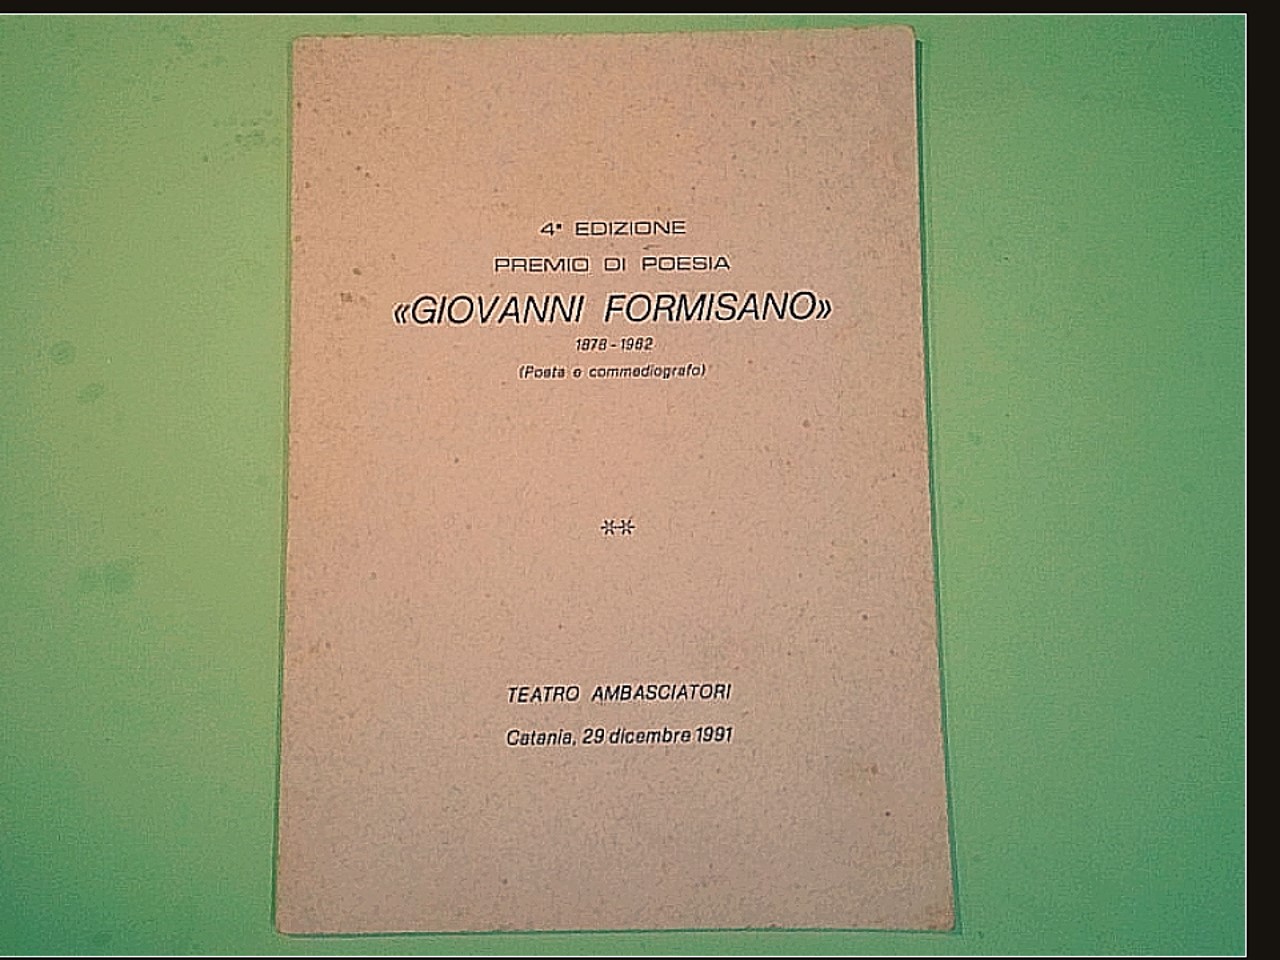 4ª EDIZIONE
PREMIO DI POESIA
«GIOVANNI FORMISANO»
1878 - 1962
(Poeta e commediografo)
**
TEATRO AMBASCIATORI
Catania, 29 dicembre 1991